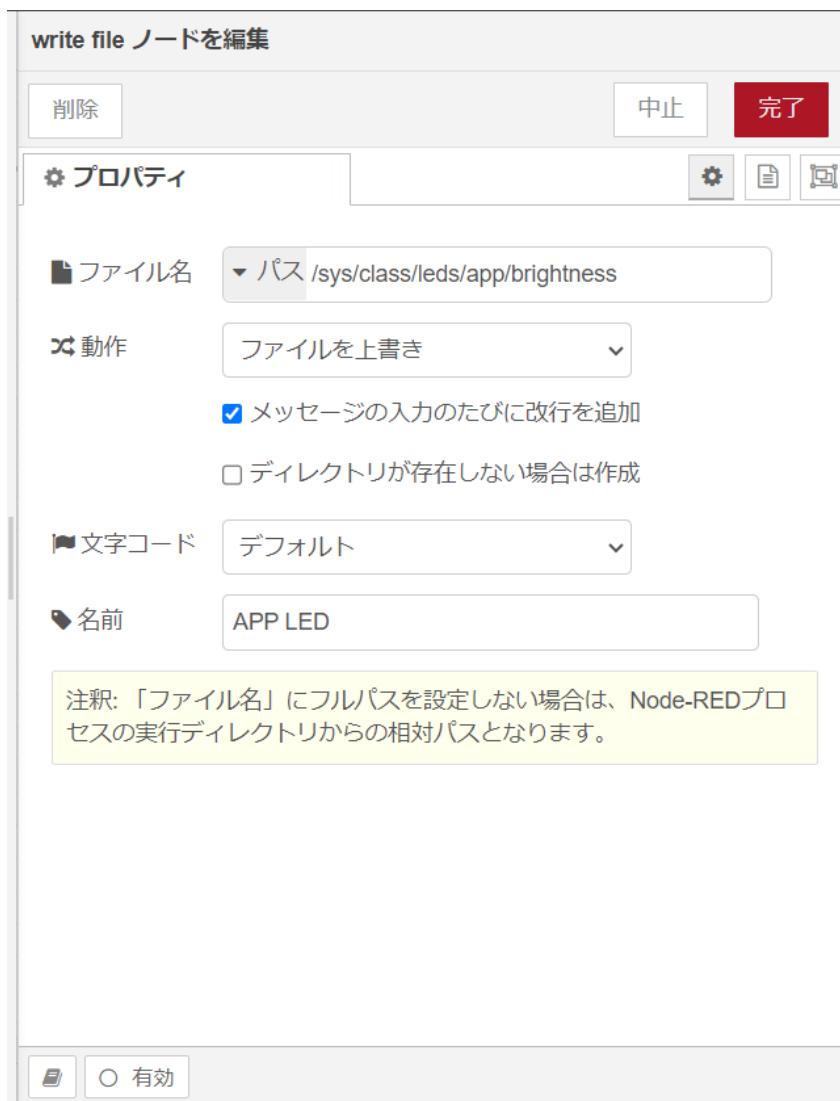 write file ノードを編集
削除
中止
完了
プロパティ
ファイル名
パス
/sys/class/leds/app/brightness
動作
ファイルを上書き
メッセージの入力のたびに改行を追加
ディレクトリが存在しない場合は作成
文字コード
デフォルト
名前
APP LED
注釈: 「ファイル名」にフルパスを設定しない場合は、Node-REDプロ
セスの実行ディレクトリからの相対パスとなります。
有効